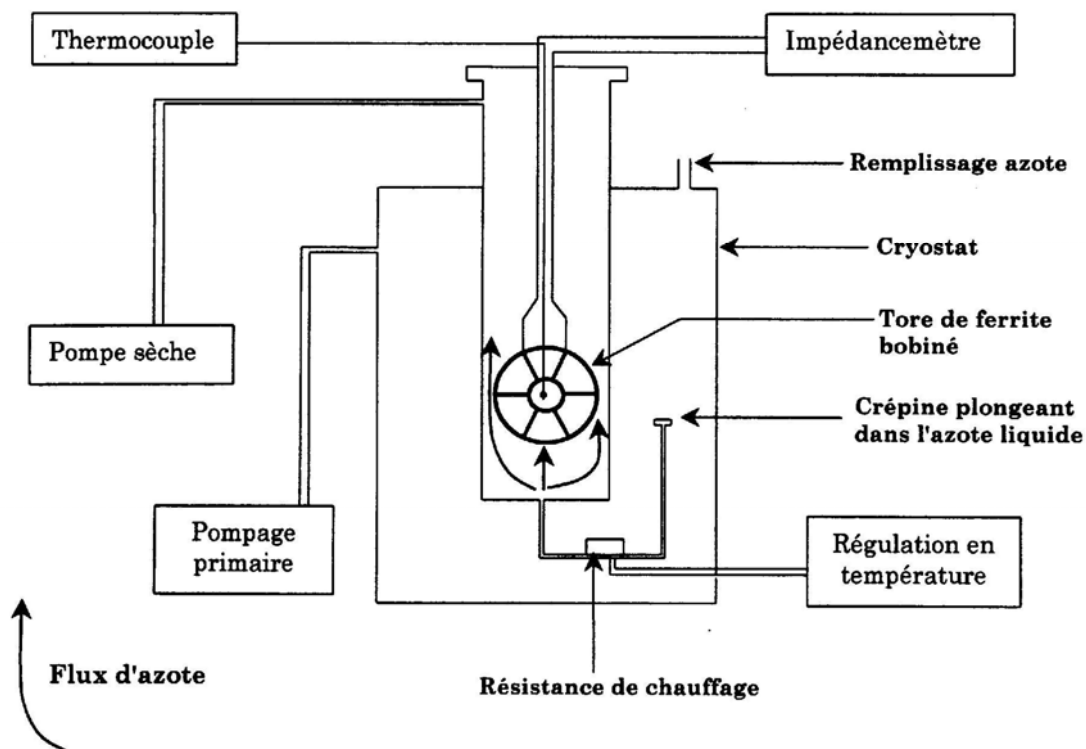 Thermocouple
Impédancemètre
Remplissage azote
Cryostat
Tore de ferrite
bobiné
Pompe sèche
Crépine plongeant
dans l'azote liquide
Pompage
primaire
Régulation en
température
Flux d'azote
Résistance de chauffage